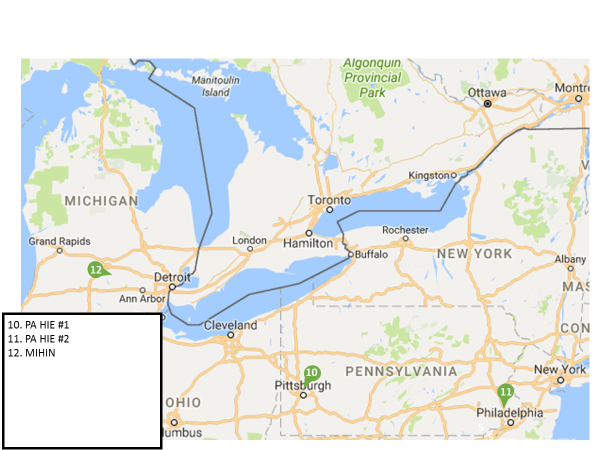 Algonquin
Provincial
Park
Manitoulin
Island
Ottawa
Montre
Kingston
MICHIGAN
Toronto
Grand Rapids
London
Hamilton
Rochester
Buffalo
NEW YORK
Albany
12
Detroit
Ann Arbor
MAS
10. PA HIE #1
11. PA HIE #2
12. MIHIN
Cleveland
CON
10
PENNSYLVANIA
New York
Pittsburgh
11
OHIO
Philadelphia
lumbus